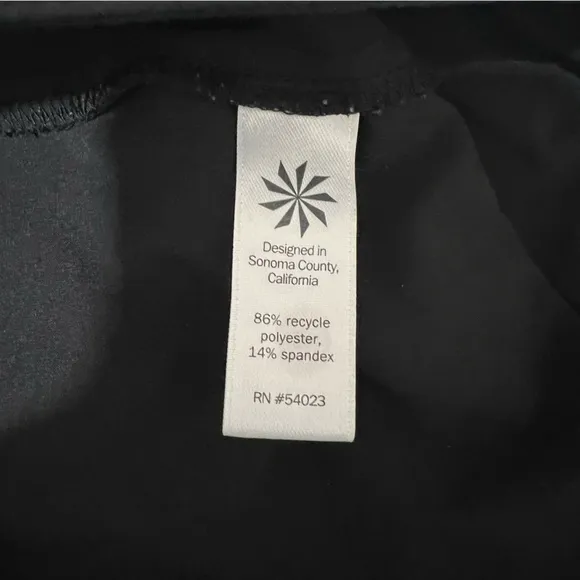 Designed in
Sonoma County,
California
86% recycle
polyester,
14% spandex
RN #54023